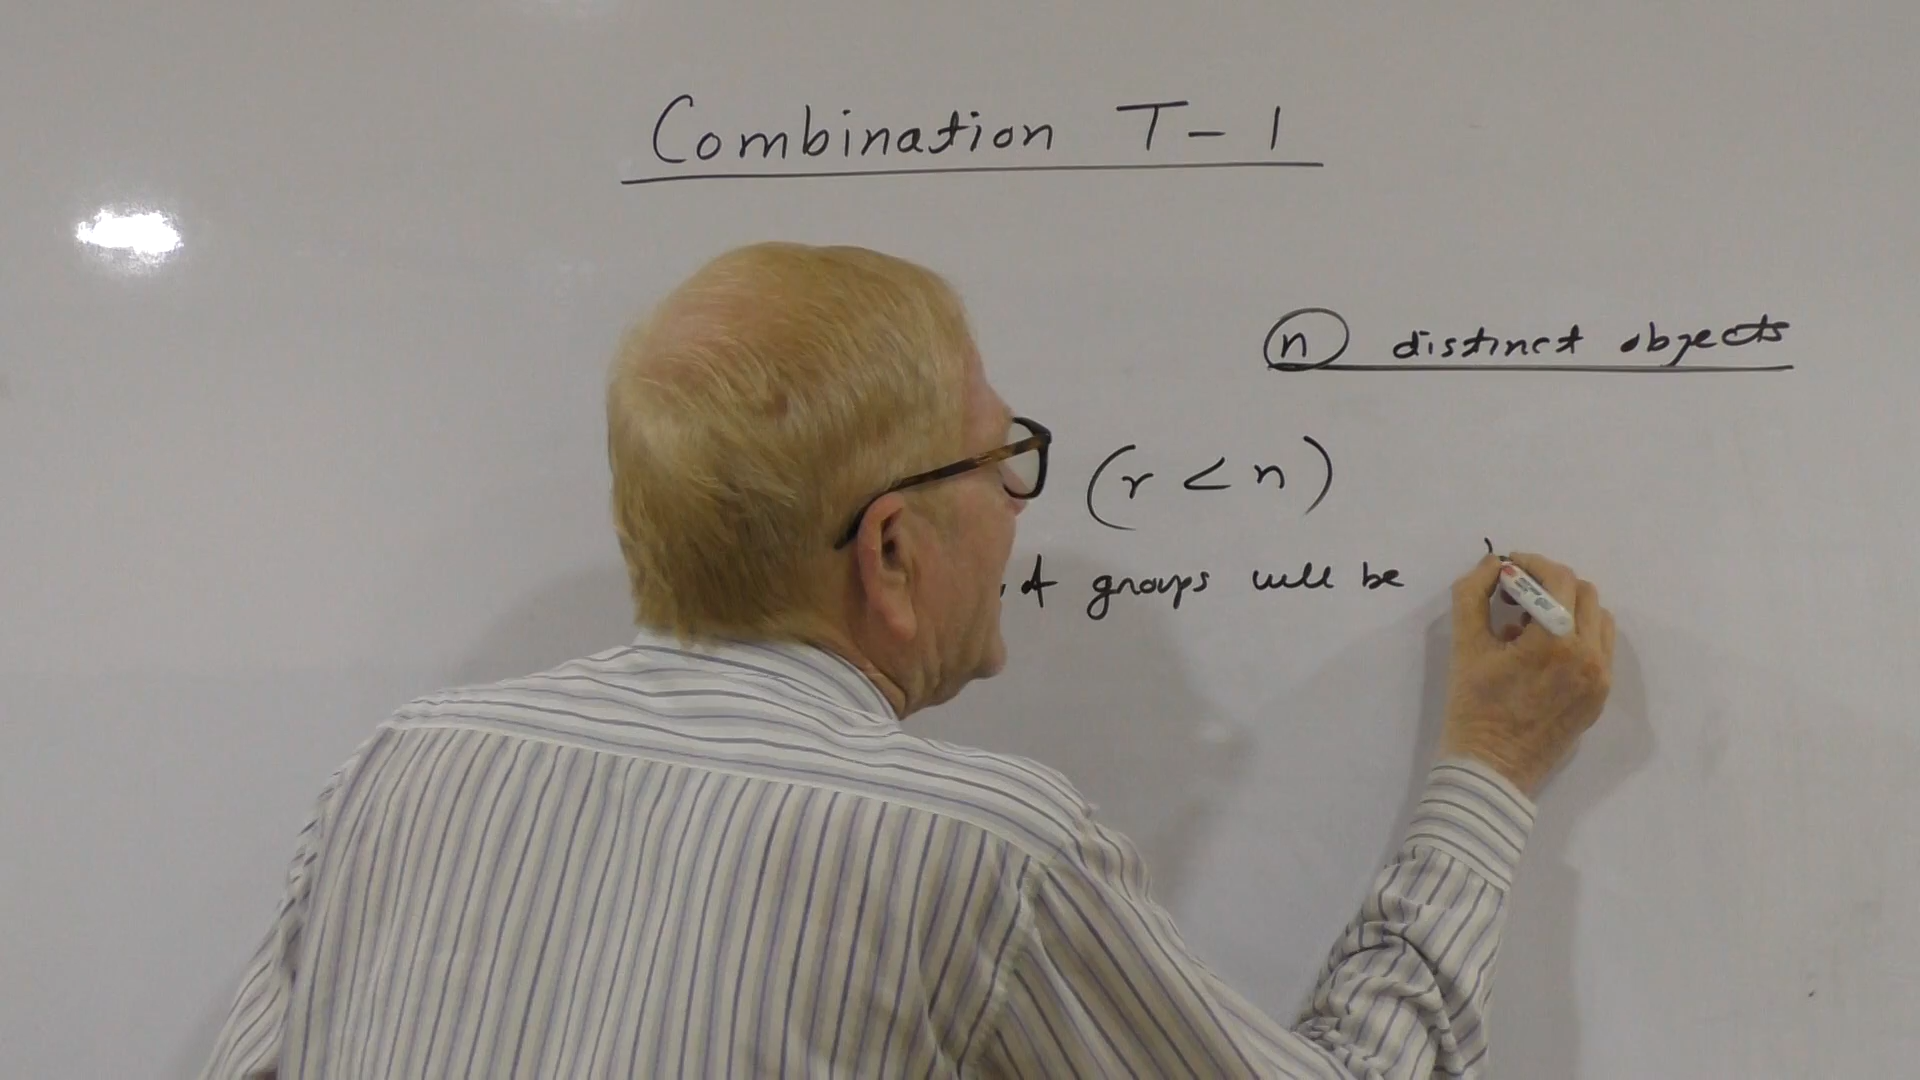 Combination T-1
n distinct objects
(r < n)
groups will be